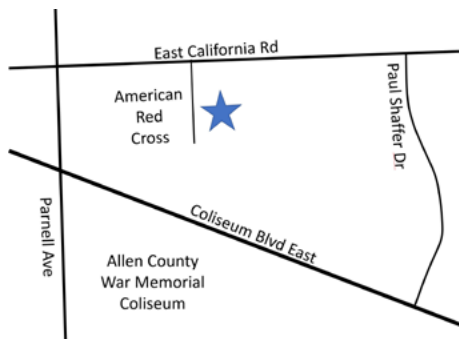 East California Rd
American
Red
Cross
Paul Shaffer Dr
Parnell Ave
Coliseum Blvd East
Allen County
War Memorial
Coliseum